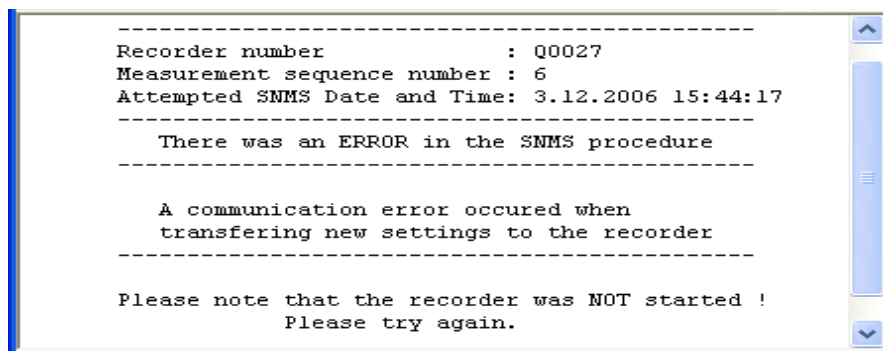 ----------------------------------------------
Recorder number             : Q0027
Measurement sequence number : 6
Attempted SNMS Date and Time: 3.12.2006 15:44:17
----------------------------------------------
There was an ERROR in the SNMS procedure
----------------------------------------------
A communication error occured when
transfering new settings to the recorder
----------------------------------------------
Please note that the recorder was NOT started !
Please try again.